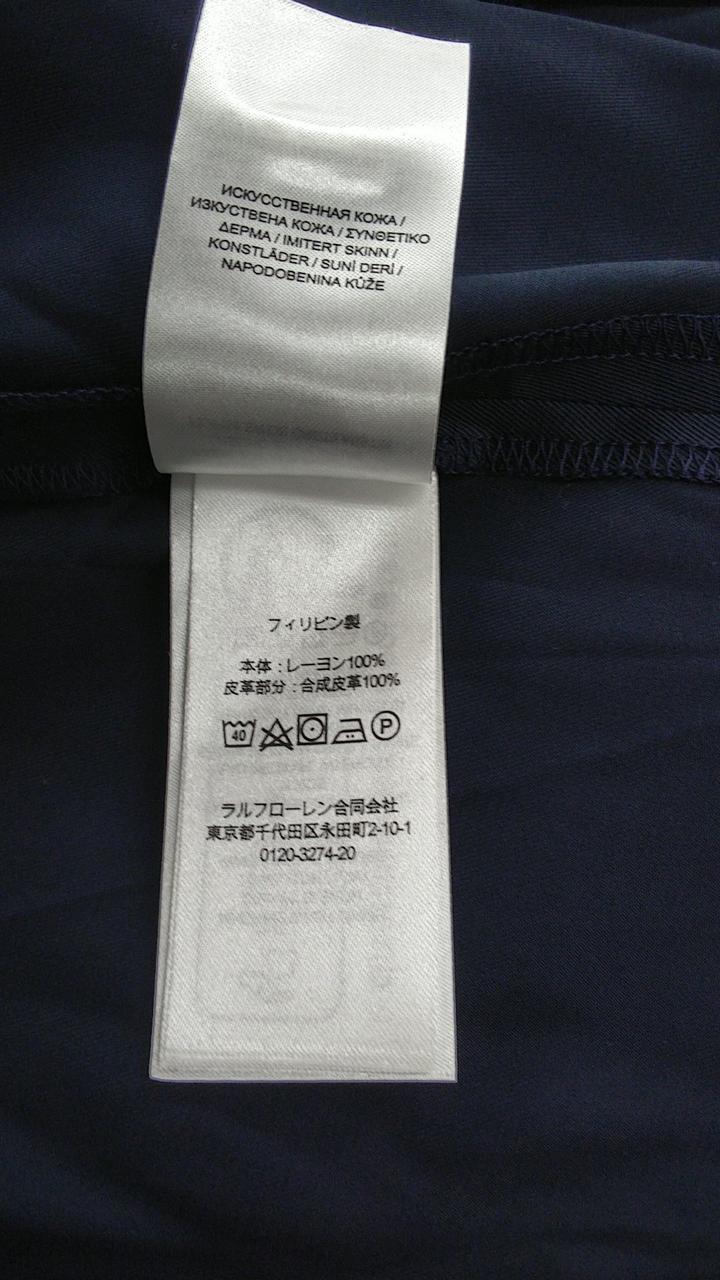 ИСКУССТВЕННАЯ КОЖА /
ИЗКУСТВЕНА КОЖА / ΣΥΝΘΕΤΙΚΟ
ΔΕΡΜΑ / IMITERT SKINN /
KONSTLÄDER / SUNİ DERİ /
NAPODOBENINA KŮŽE
フィリピン製
本体 : レーヨン100%
皮革部分 : 合成皮革100%
40 P
ラルフローレン合同会社
東京都千代田区永田町2-10-1
0120-3274-20